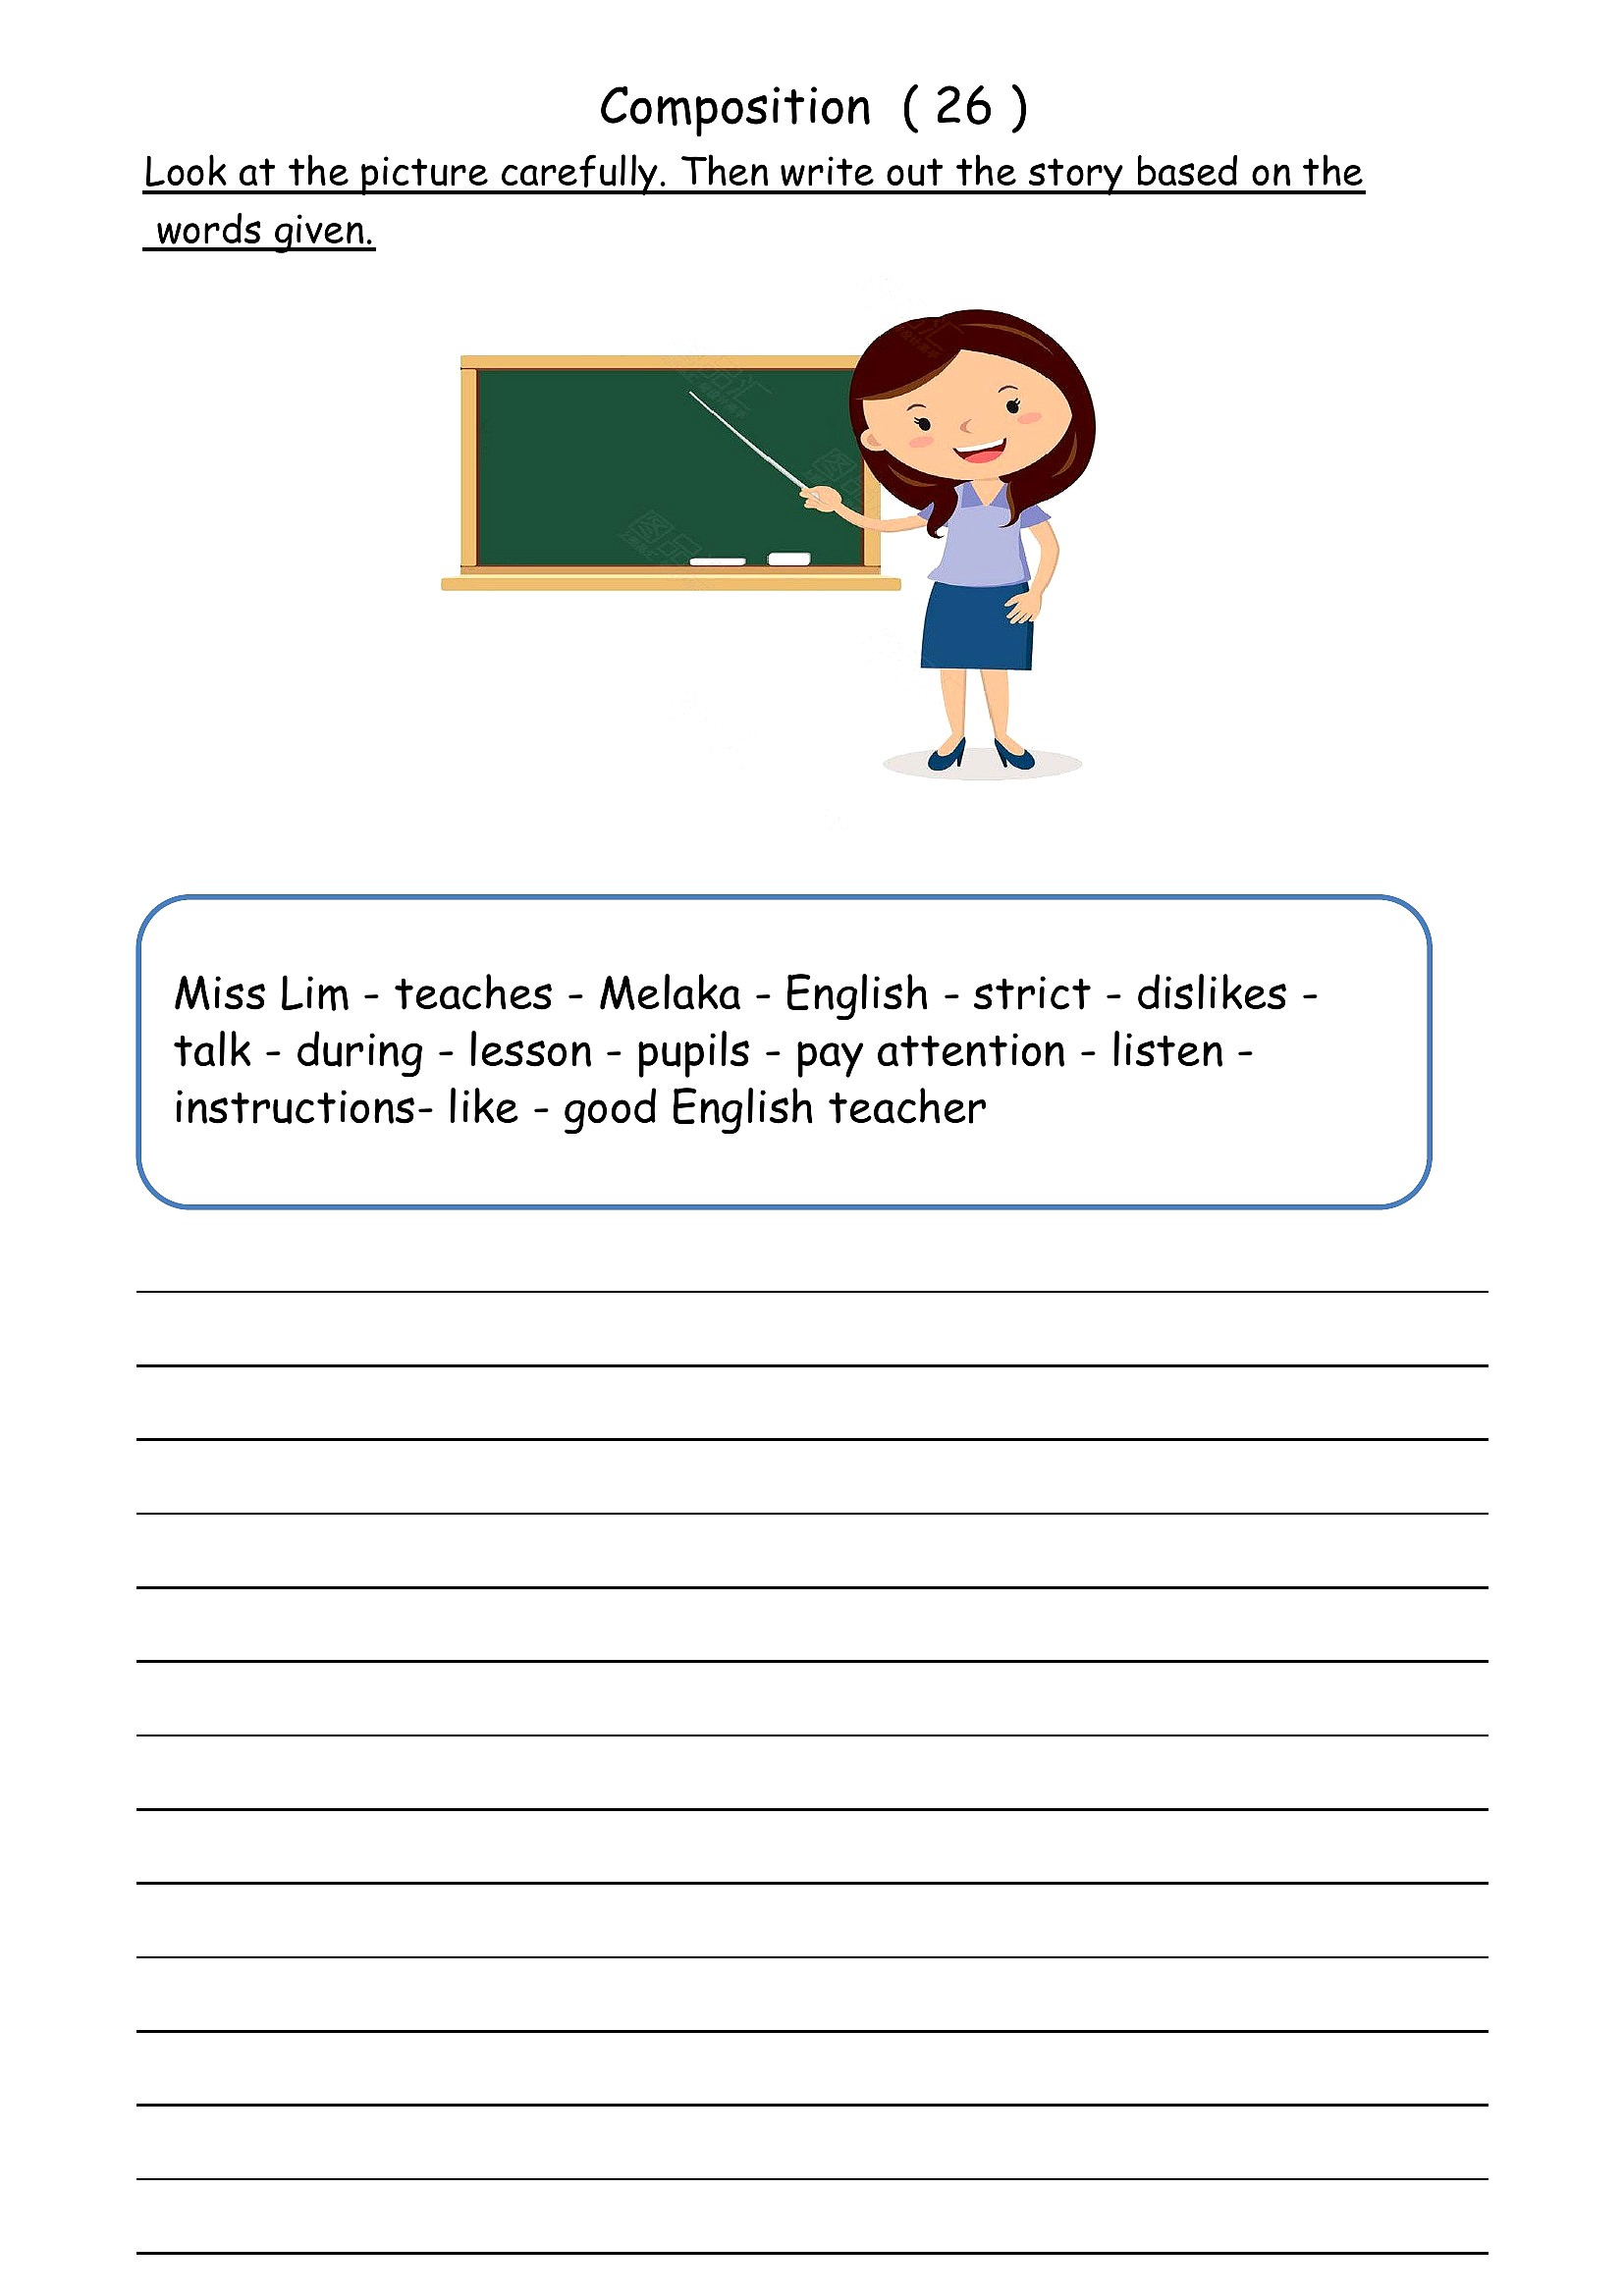 Composition ( 26 )
Look at the picture carefully. Then write out the story based on the
words given.
Miss Lim - teaches - Melaka - English - strict - dislikes -
talk - during - lesson - pupils - pay attention - listen -
instructions- like - good English teacher